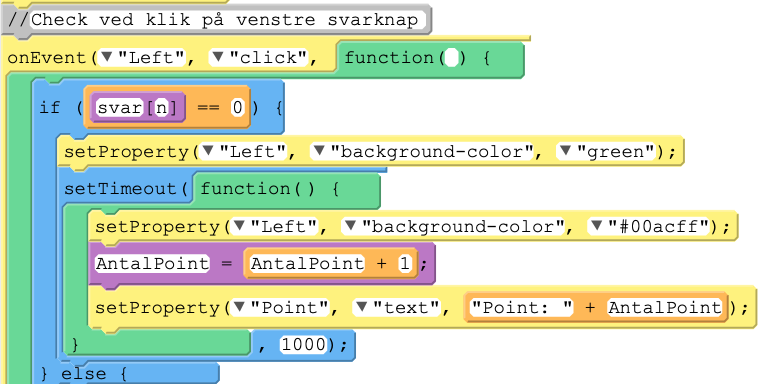 //Check ved klik på venstre svarknap
onEvent(▼"Left", ▼"click", function( ) {
if (svar[n] == 0) {
setProperty(▼"Left", ▼"background-color", ▼"green");
setTimeout(function() {
setProperty(▼"Left", ▼"background-color", ▼"#00acff");
AntalPoint = AntalPoint + 1;
setProperty(▼"Point", ▼"text", "Point: " + AntalPoint);
} , 1000);
} else {